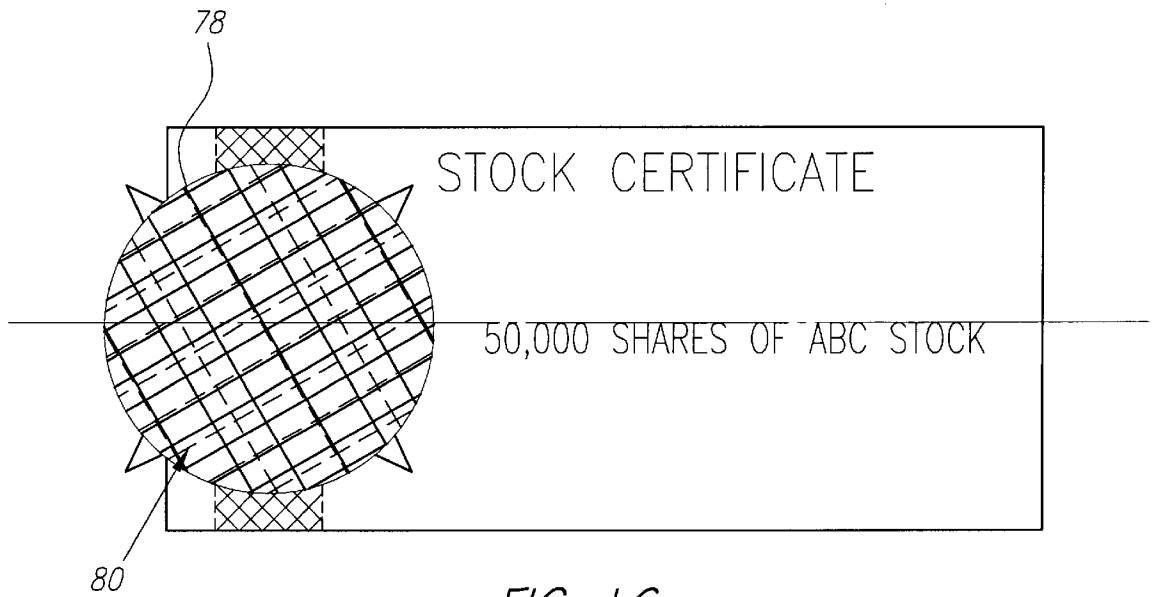 78
STOCK CERTIFICATE
50,000 SHARES OF ABC STOCK
80